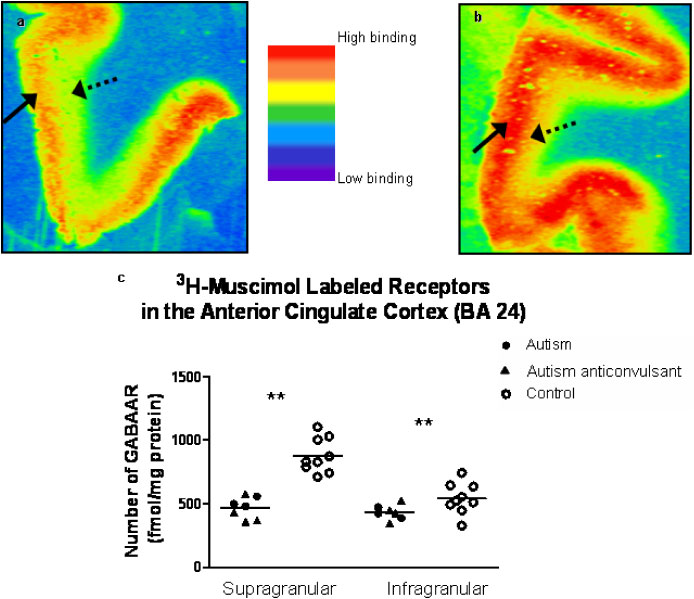 a
High binding
b
Low binding
c
³H-Muscimol Labeled Receptors
in the Anterior Cingulate Cortex (BA 24)
Autism
Autism anticonvulsant
Control
Number of GABAAR
(fmol/mg protein)
1500
1000
500
0
**
**
Supragranular
Infragranular